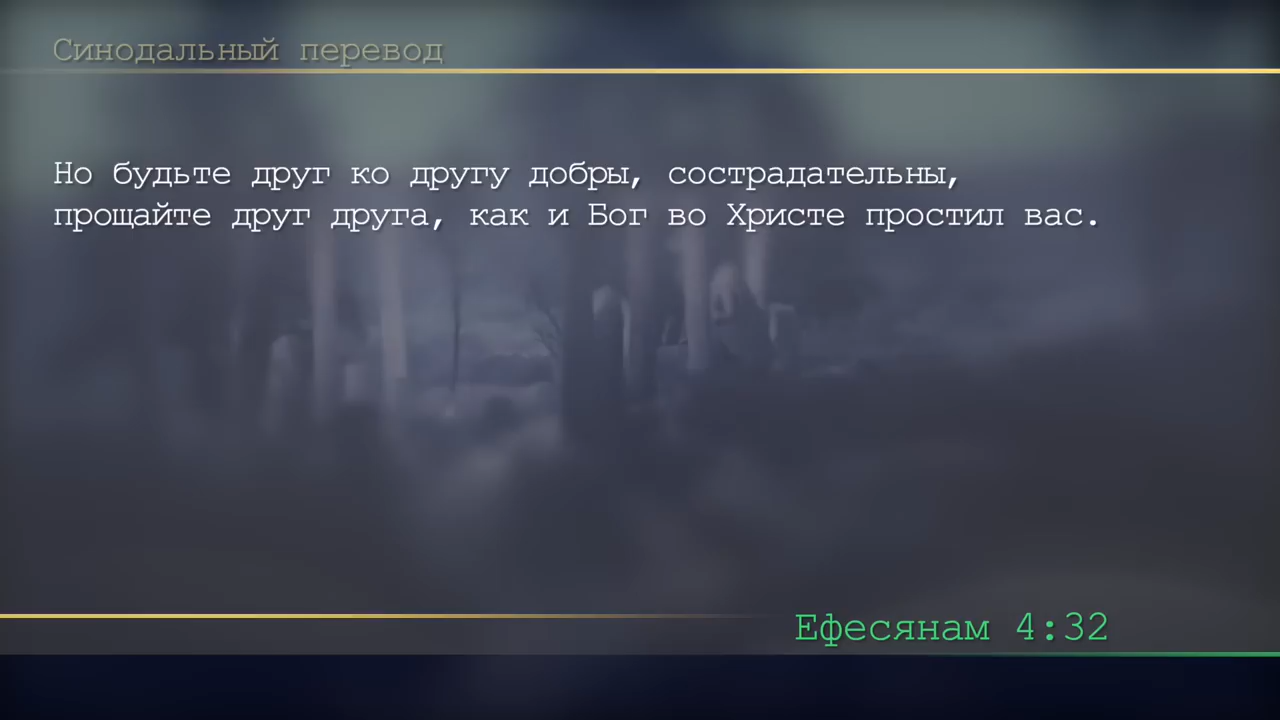 Синодальный перевод
Но будьте друг ко другу добры, сострадательны,
прощайте друг друга, как и Бог во Христе простил вас.
Ефесянам 4:32